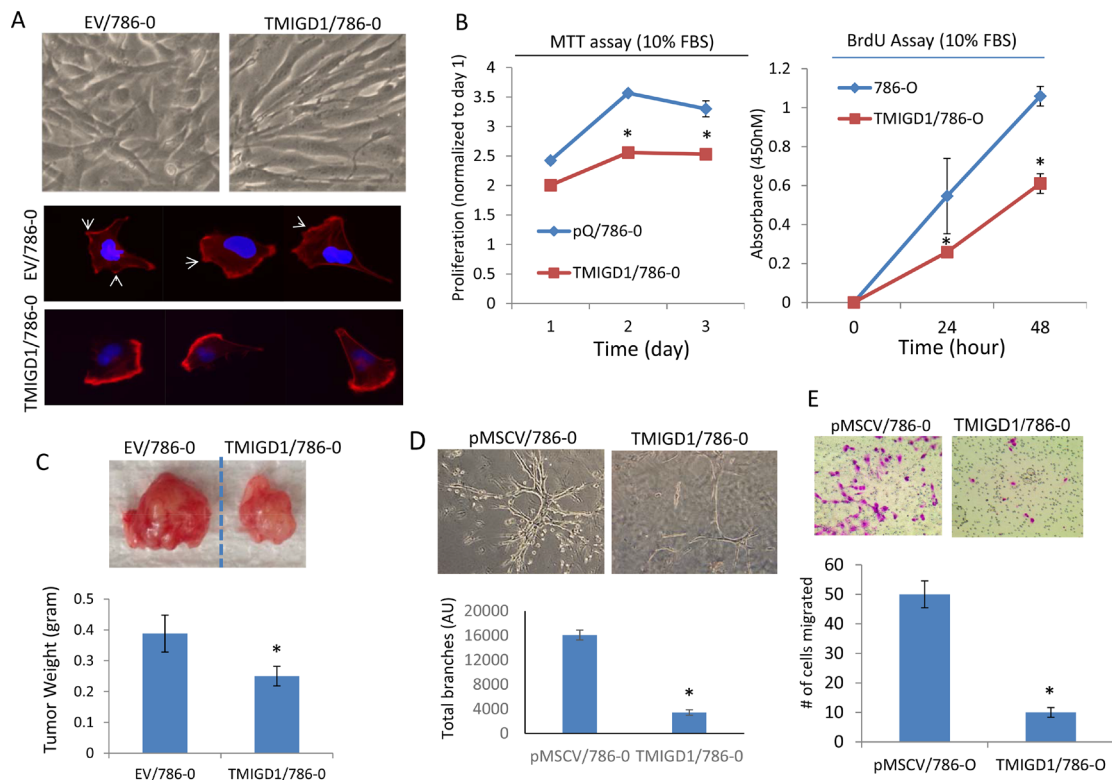 A
EV/786-0
TMIGD1/786-0
EV/786-0
TMIGD1/786-0
B
MTT assay (10% FBS)
Proliferation (normalized to day 1)
4
3.5
3
2.5
2
1.5
1
0.5
0
*
*
pQ/786-0
TMIGD1/786-0
1 2 3
Time (day)
BrdU Assay (10% FBS)
Absorbance (450nM)
1.2
1
0.8
0.6
0.4
0.2
0
786-O
TMIGD1/786-O
*
*
0 24 48
Time (hour)
C
EV/786-0
TMIGD1/786-0
Tumor Weight (gram)
0.5
0.4
0.3
0.2
0.1
0
*
EV/786-0 TMIGD1/786-0
D
pMSCV/786-0
TMIGD1/786-0
Total branches (AU)
20000
16000
12000
8000
4000
0
*
pMSCV/786-0 TMIGD1/786-0
E
pMSCV/786-0
TMIGD1/786-0
# of cells migrated
60
50
40
30
20
10
0
*
pMSCV/786-O TMIGD1/786-O